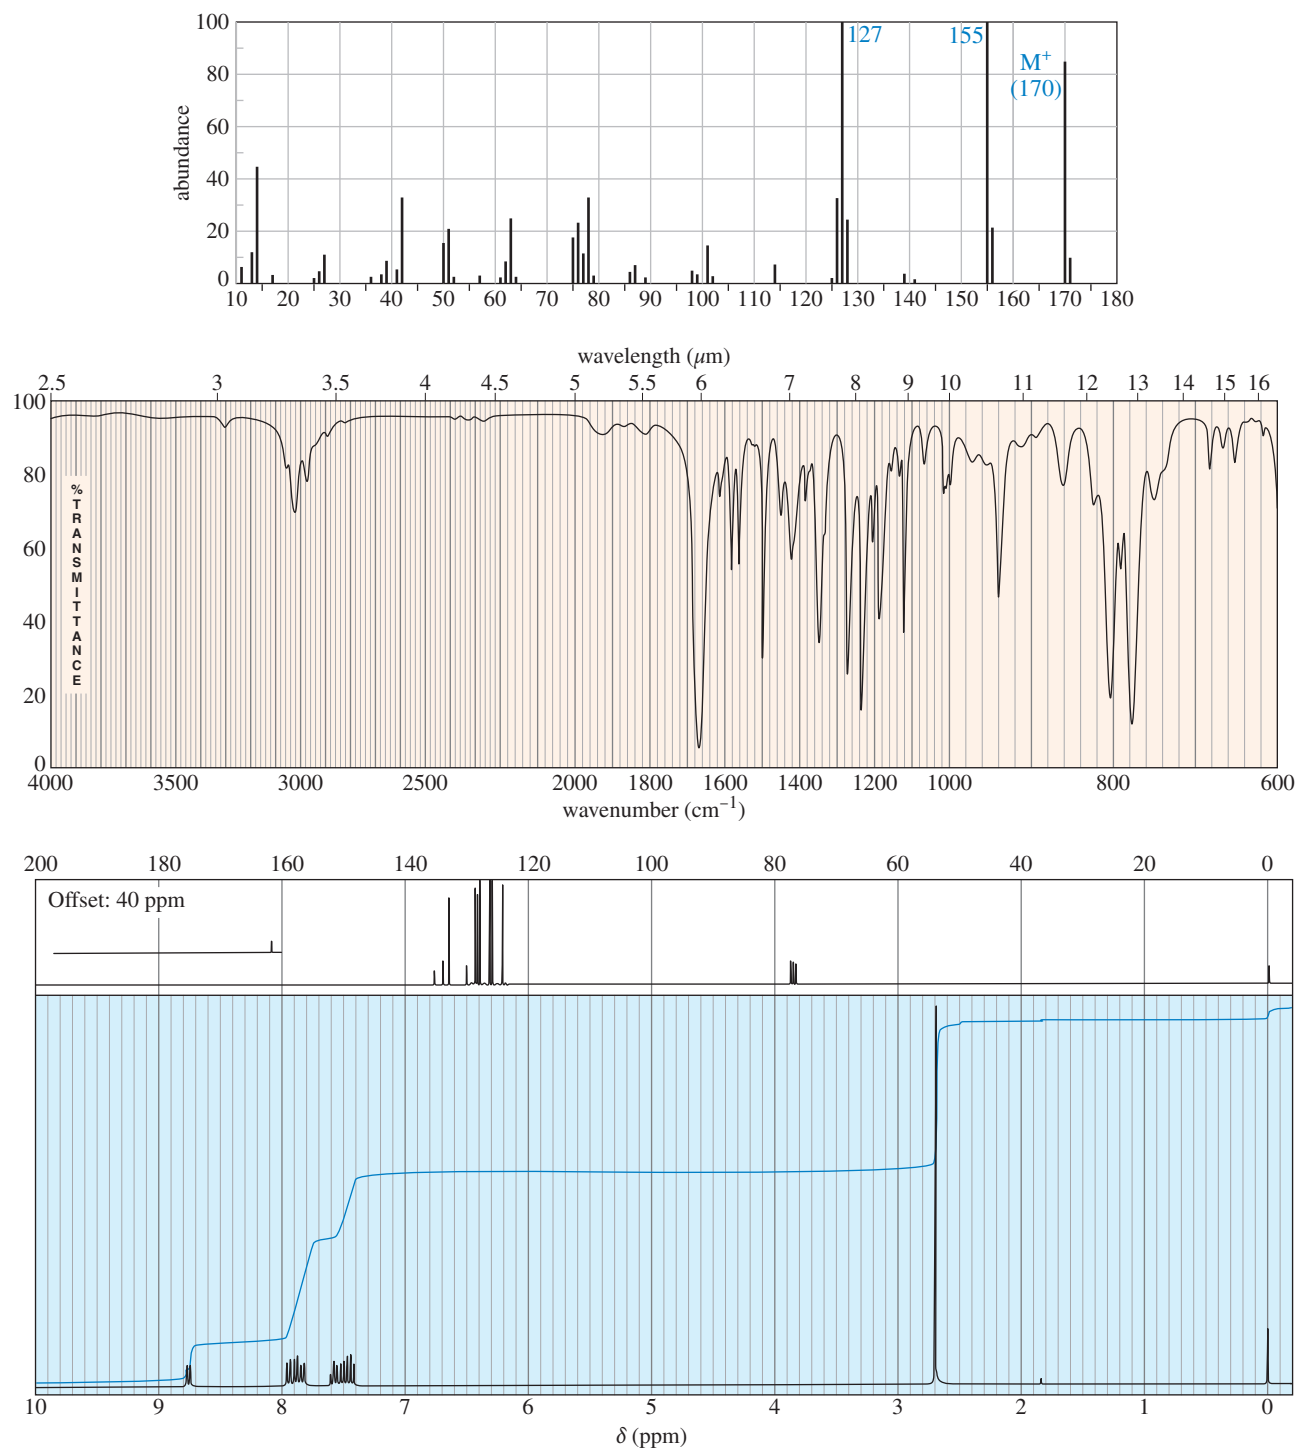 100
80
60
40
20
0
abundance
127
155
M+
(170)
10 20 30 40 50 60 70 80 90 100 110 120 130 140 150 160 170 180
wavelength (μm)
2.5 3 3.5 4 4.5 5 5.5 6 7 8 9 10 11 12 13 14 15 16
100
80
60
40
20
0
%TRANSMITTANCE
4000 3500 3000 2500 2000 1800 1600 1400 1200 1000 800 600
wavenumber (cm−1)
200 180 160 140 120 100 80 60 40 20 0
Offset: 40 ppm
10 9 8 7 6 5 4 3 2 1 0
δ (ppm)